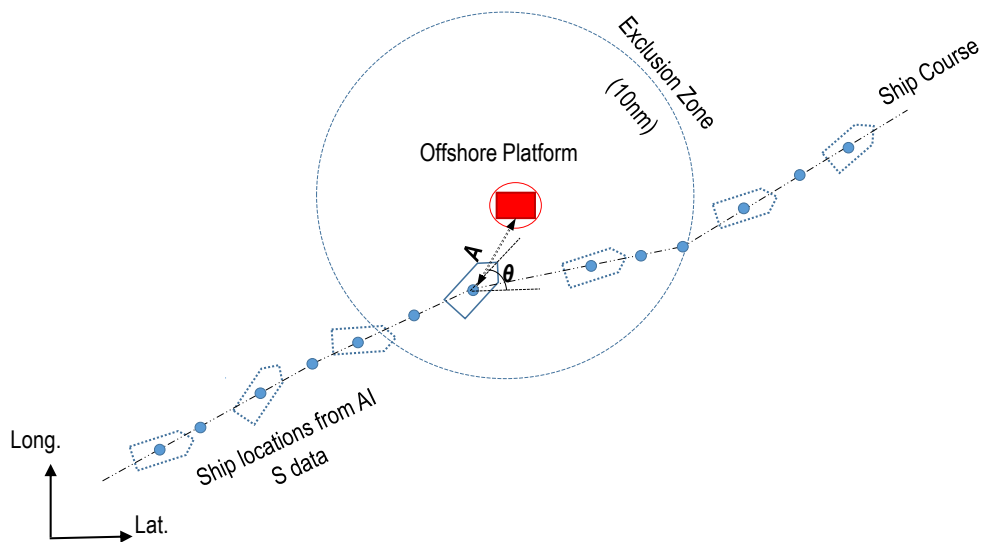 Exclusion Zone
(10nm)
Ship Course
Offshore Platform
A
θ
Ship locations from AI
S data
Long.
Lat.